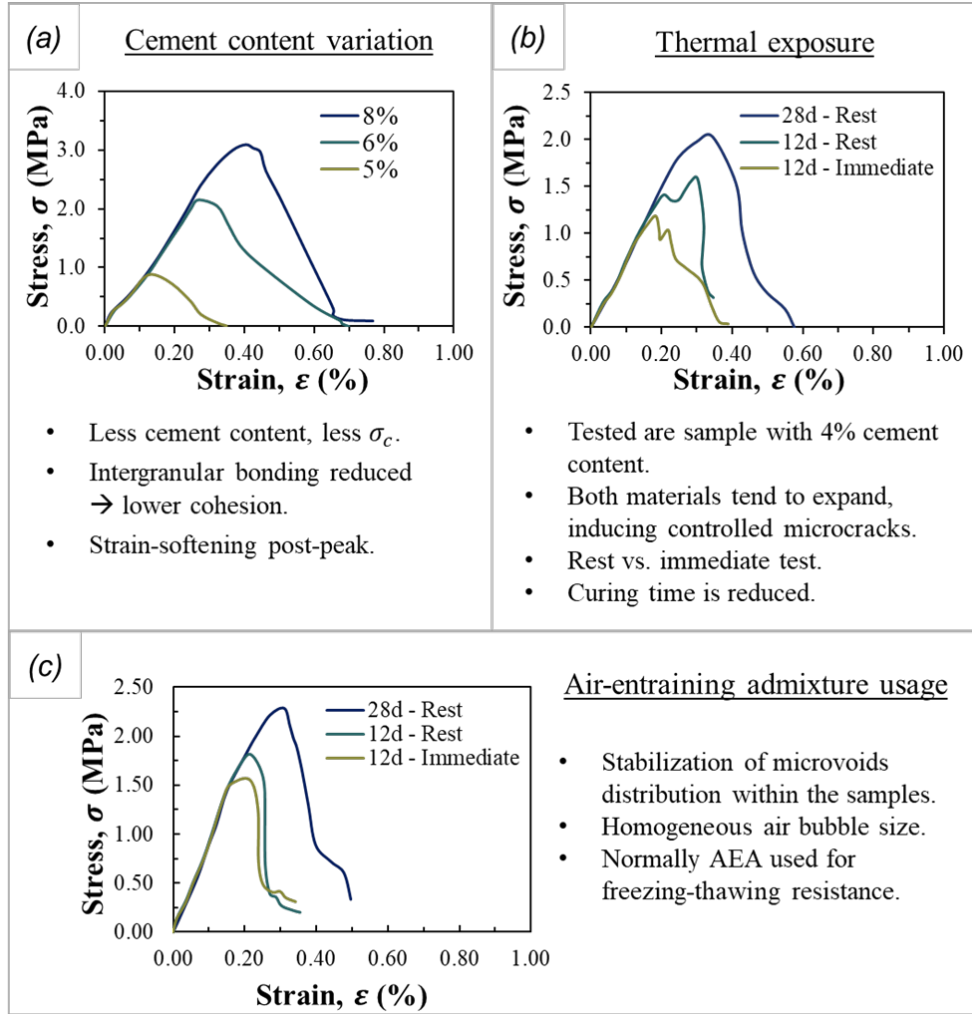 (a)
Cement content variation
Stress, σ (MPa)
4.0
3.0
2.0
1.0
0.0
8%
6%
5%
0.00 0.20 0.40 0.60 0.80 1.00
Strain, ε (%)
• Less cement content, less σc.
• Intergranular bonding reduced
→ lower cohesion.
• Strain-softening post-peak.
(b)
Thermal exposure
Stress, σ (MPa)
2.5
2.0
1.5
1.0
0.5
0.0
28d - Rest
12d - Rest
12d - Immediate
0.00 0.20 0.40 0.60 0.80 1.00
Strain, ε (%)
• Tested are sample with 4% cement
content.
• Both materials tend to expand,
inducing controlled microcracks.
• Rest vs. immediate test.
• Curing time is reduced.
(c)
Stress, σ (MPa)
2.50
2.00
1.50
1.00
0.50
0.00
28d - Rest
12d - Rest
12d - Immediate
0.00 0.20 0.40 0.60 0.80 1.00
Strain, ε (%)
Air-entraining admixture usage
• Stabilization of microvoids
distribution within the samples.
• Homogeneous air bubble size.
• Normally AEA used for
freezing-thawing resistance.